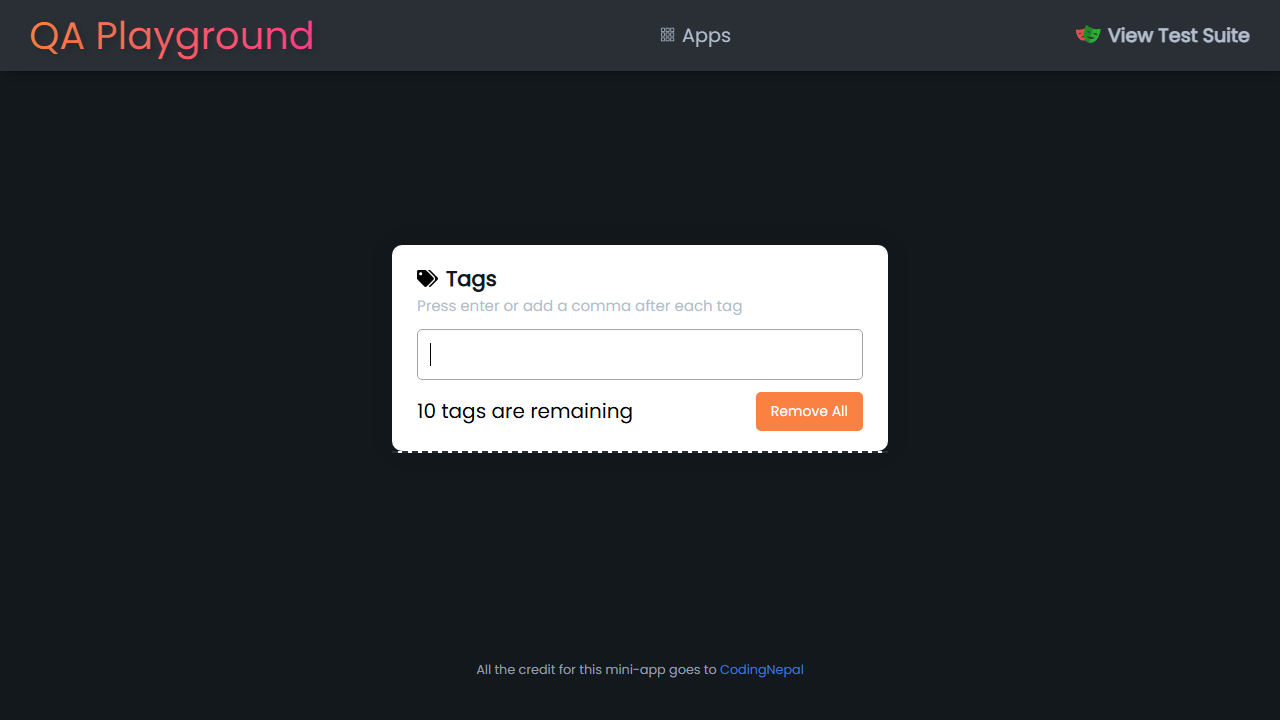 QA Playground
Apps
View Test Suite
Tags
Press enter or add a comma after each tag
10 tags are remaining
Remove All
All the credit for this mini-app goes to CodingNepal